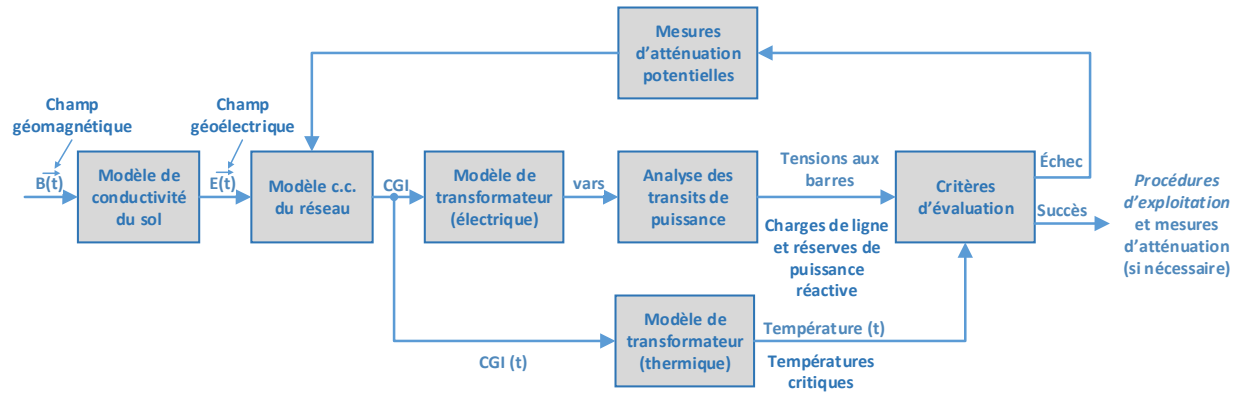 Mesures
d’atténuation
potentielles
Champ
géomagnétique
B(t)
Modèle de
conductivité
du sol
Champ
géoélectrique
E(t)
Modèle c.c.
du réseau
CGI
Modèle de
transformateur
(électrique)
vars
Analyse des
transits de
puissance
Tensions aux
barres
Charges de ligne
et réserves de
puissance
réactive
Critères
d’évaluation
Échec
Succès
Procédures
d’exploitation
et mesures
d’atténuation
(si nécessaire)
CGI (t)
Modèle de
transformateur
(thermique)
Température (t)
Températures
critiques